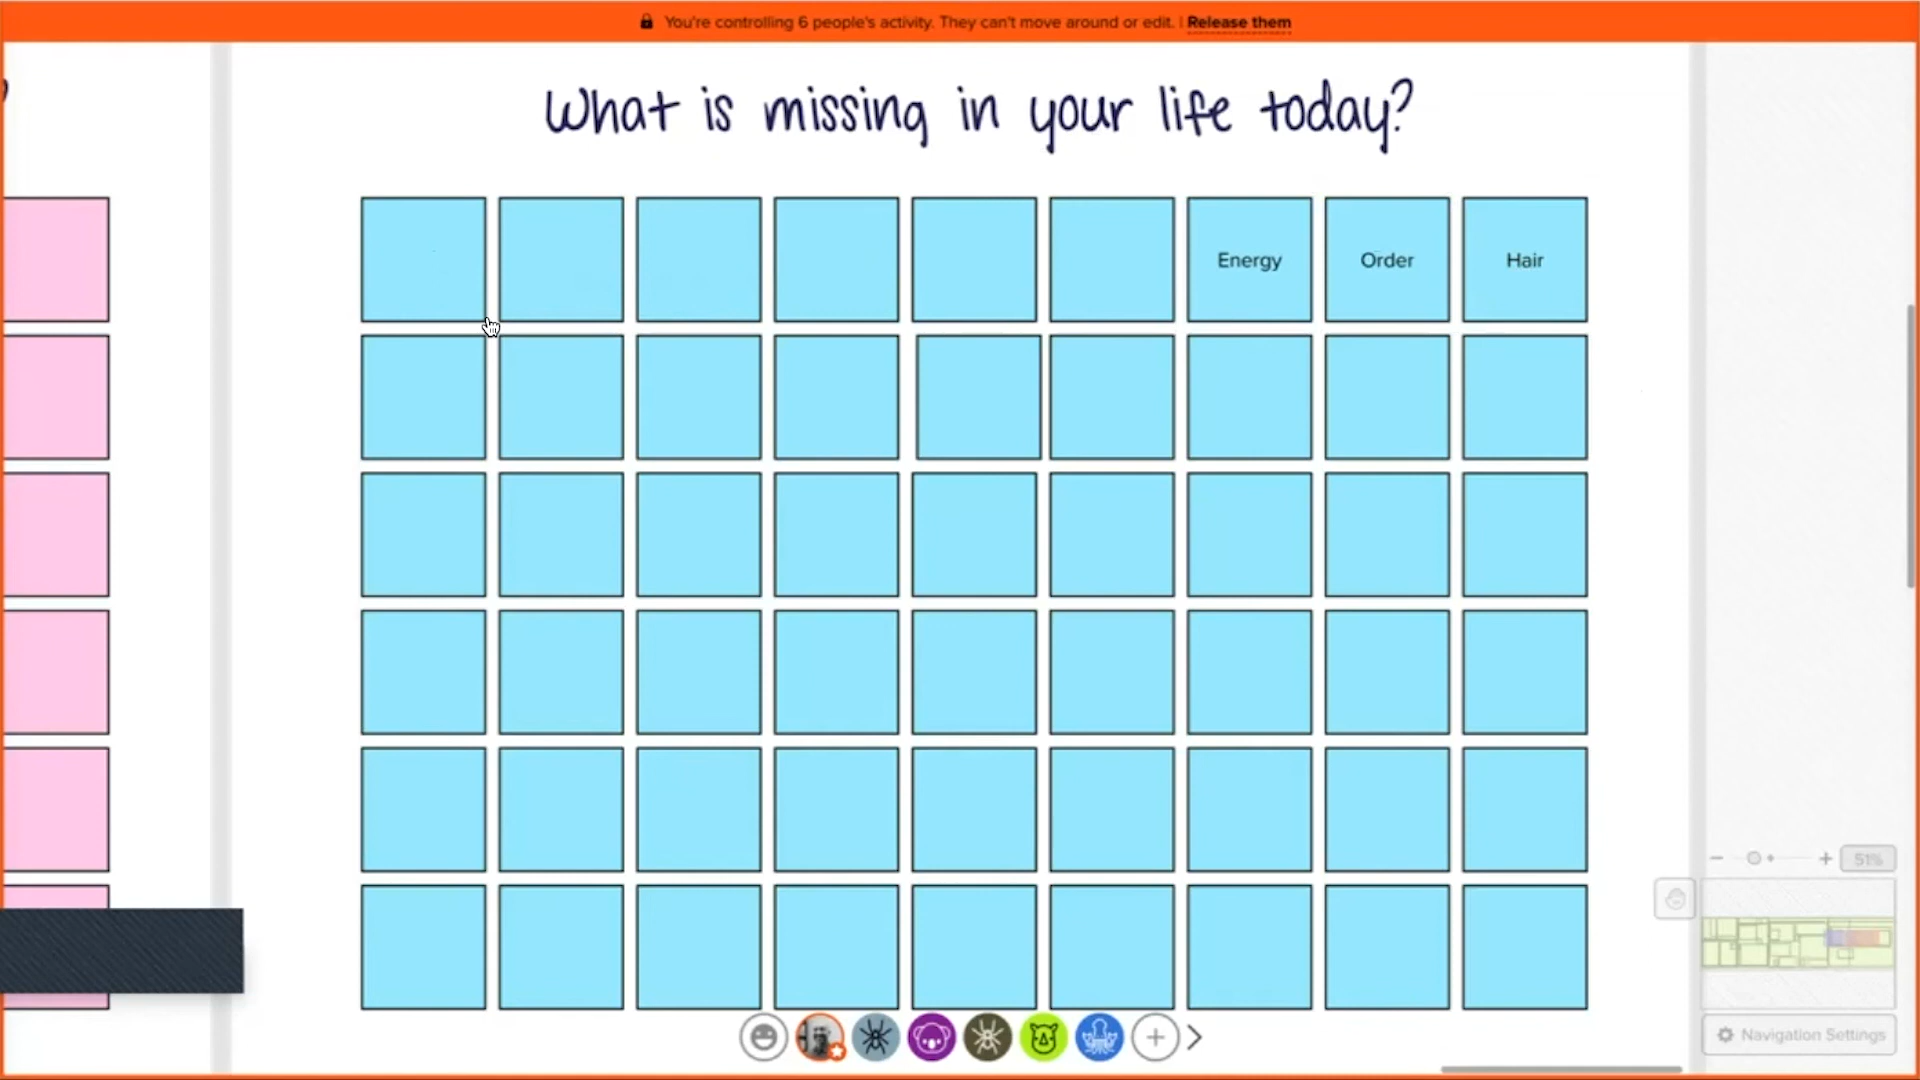 You're controlling 6 people's activity. They can't move around or edit. | Release them
What is missing in your life today?
Energy
Order
Hair
51%
Navigation Settings